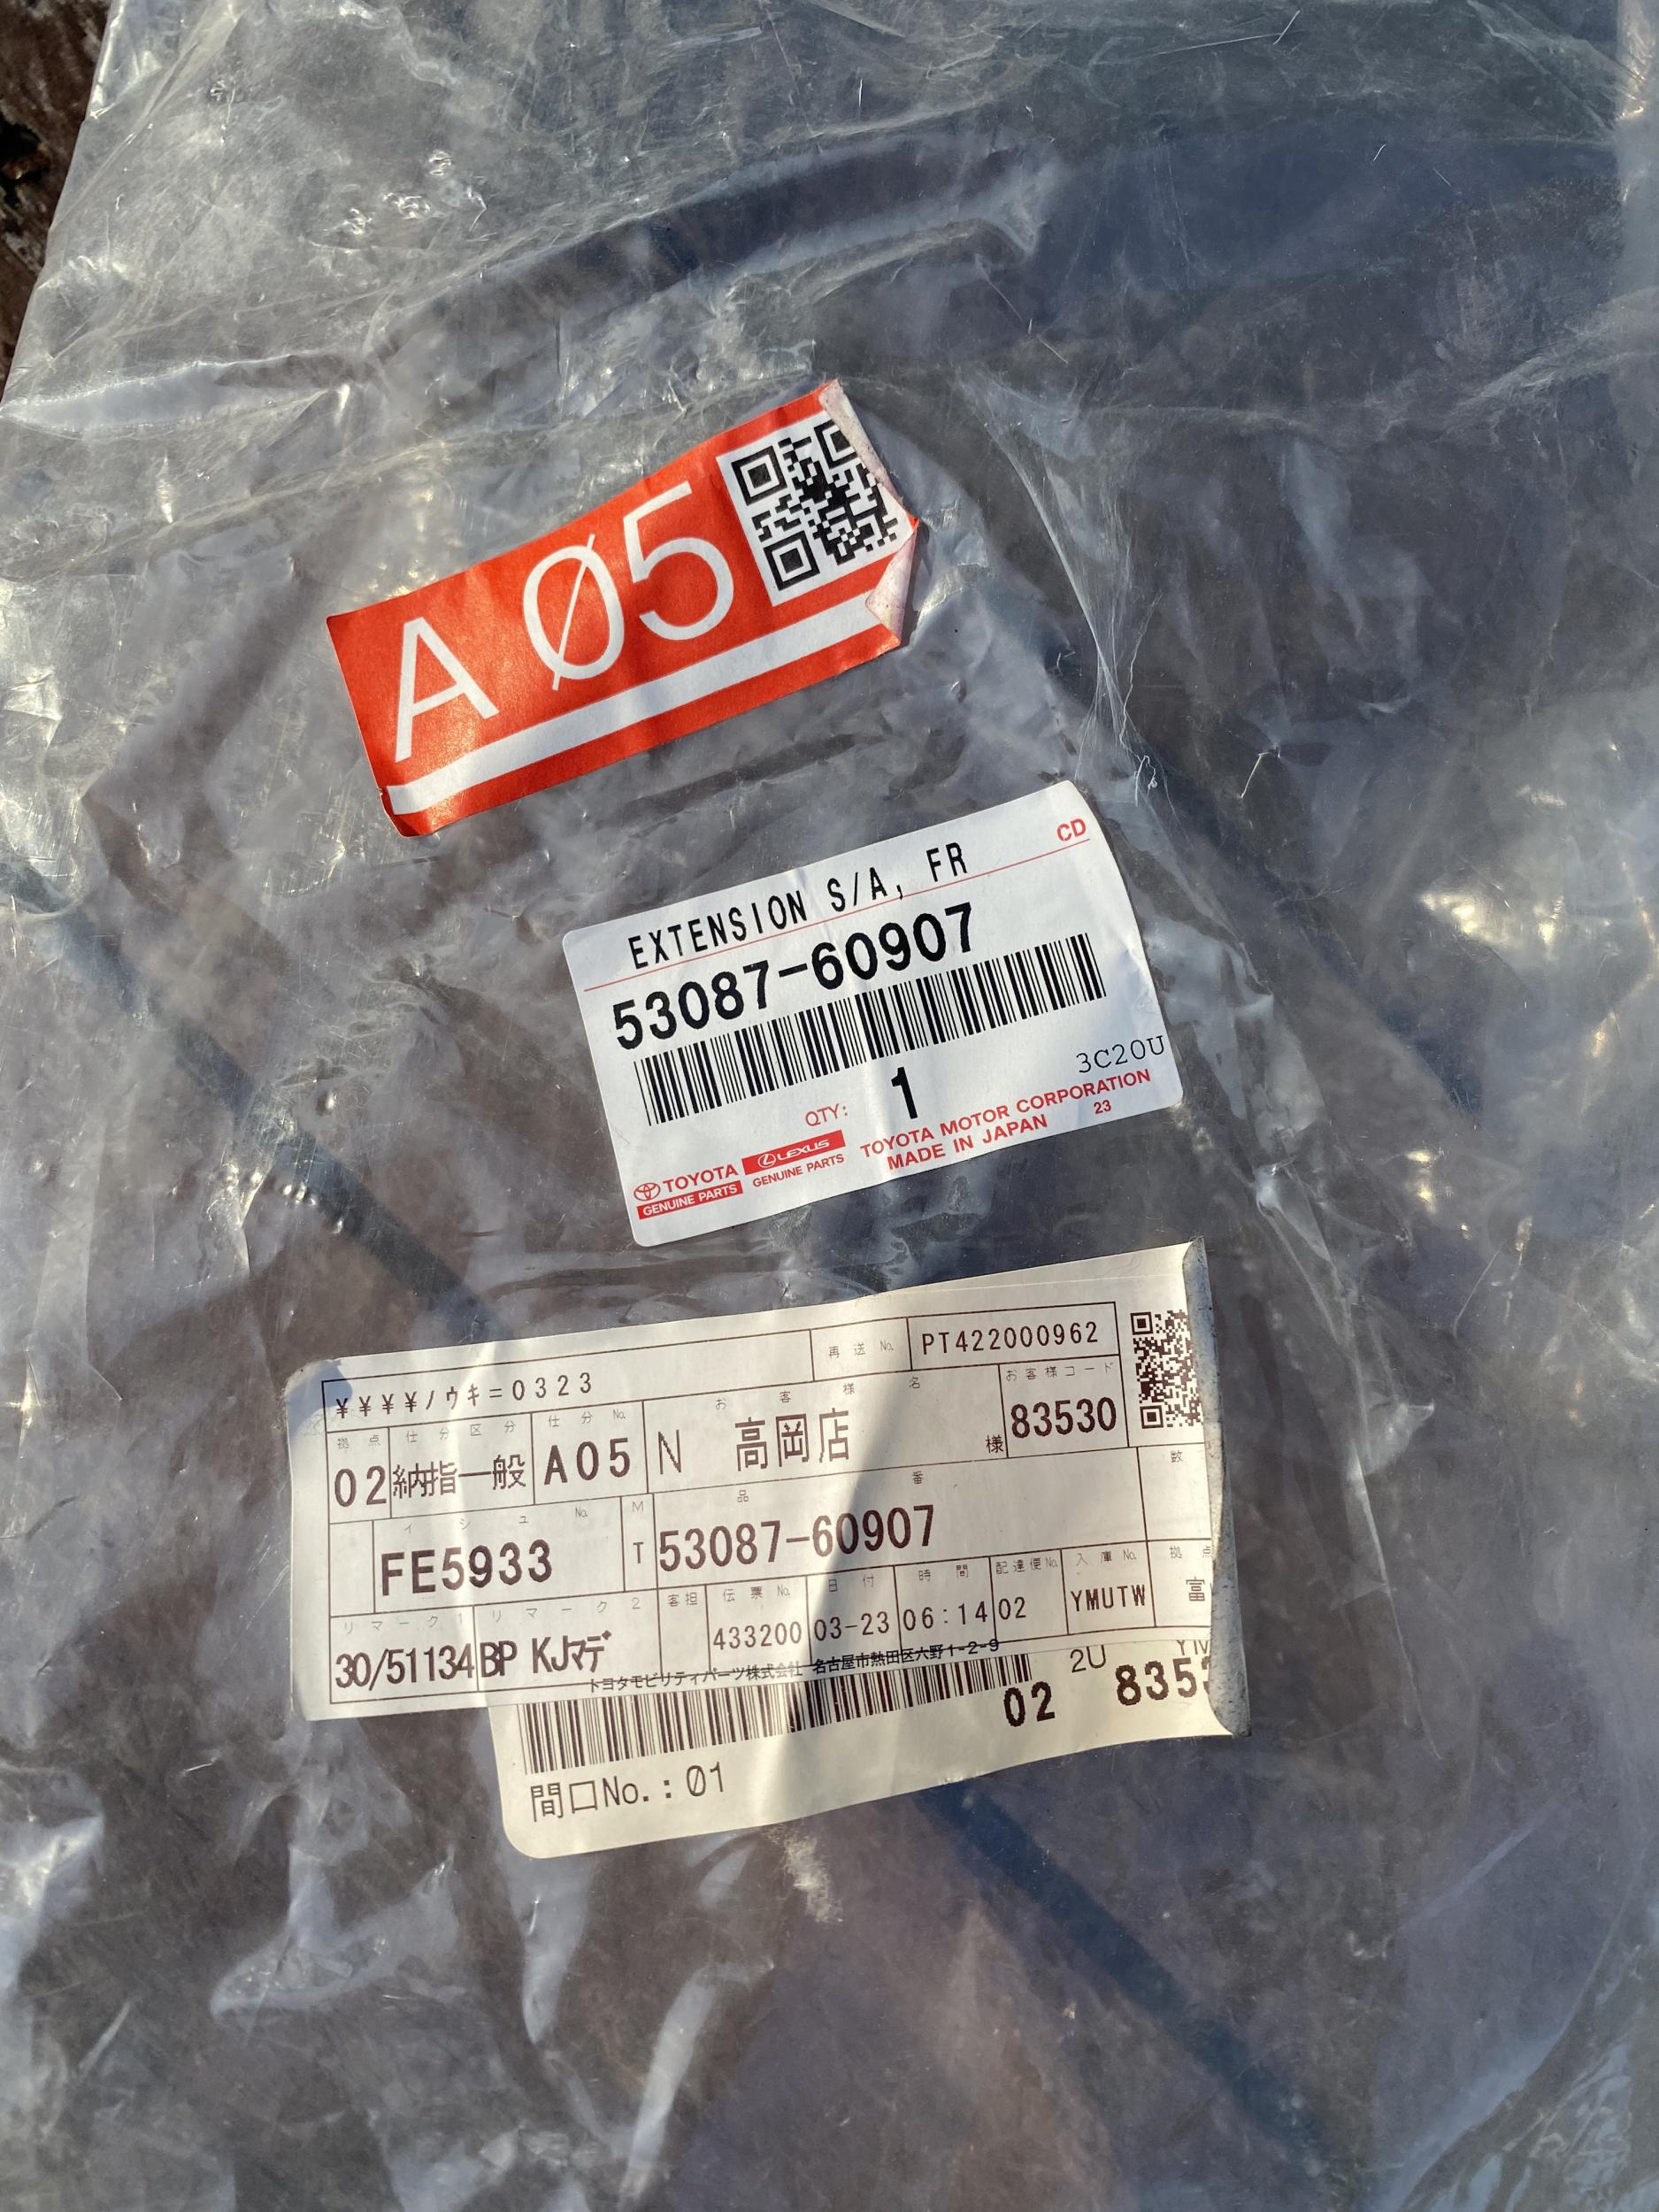 A05
EXTENSION S/A, FR
CD
53087-60907
3C20U
QTY: 1
TOYOTA
GENUINE PARTS
LEXUS
GENUINE PARTS
TOYOTA MOTOR CORPORATION
MADE IN JAPAN 23
¥¥¥¥ノウキ=0323
再送No. PT422000962
拠点 仕分区分 仕分No. お客様名 お客様コード
02 納指一般 A05 N 高岡店 様 83530
イシュNo. M 品番 数
FE5933 T 53087-60907
リマーク1 リマーク2 客担 伝票No. 日付 時間 配達便No. 入庫No. 拠点
30/51134 BP KJマデ 433200 03-23 06:14 02 YMUTW 富
トヨタモビリティパーツ株式会社 名古屋市熱田区六野1-2-9
02 2U 835
間口No.:01